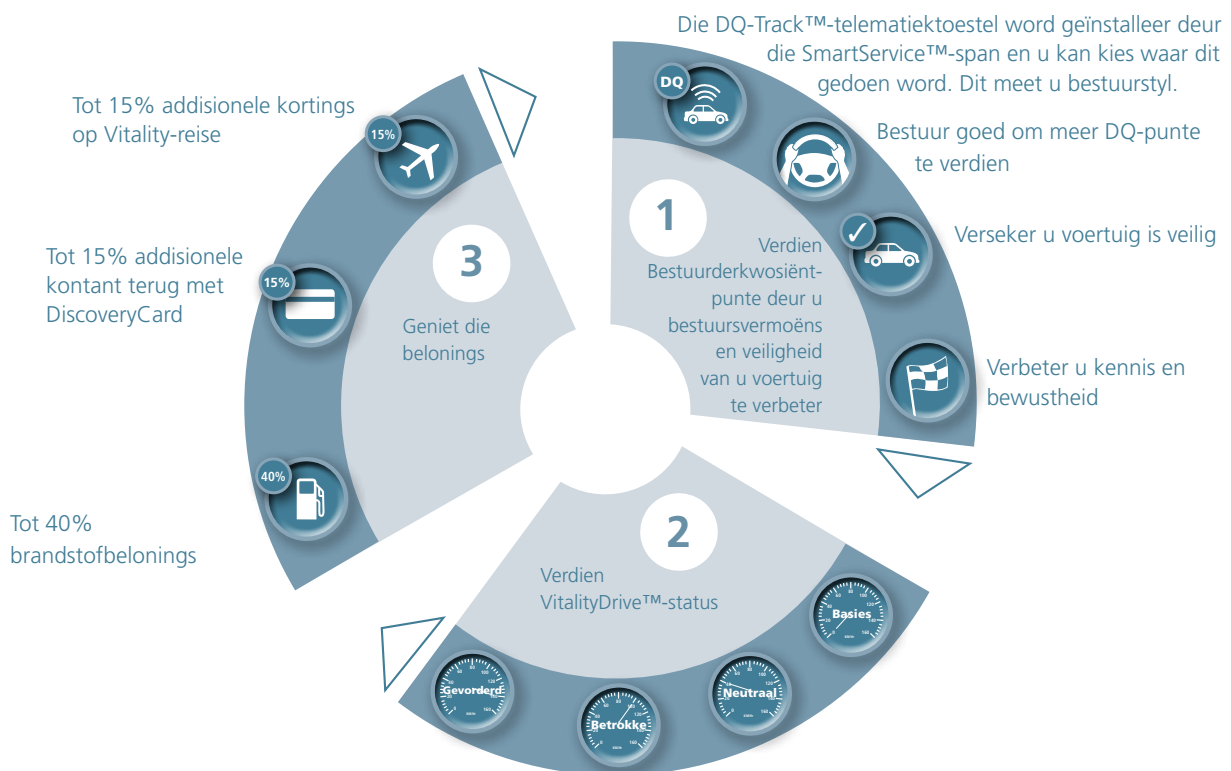 Die DQ-Track™-telematiektoestel word geïnstalleer deur
die SmartService™-span en u kan kies waar dit
gedoen word. Dit meet u bestuurstyl.
DQ
Bestuur goed om meer DQ-punte
te verdien
Verseker u voertuig is veilig
Verbeter u kennis en
bewustheid
1
Verdien
Bestuurderkwosiënt-
punte deur u
bestuursvermoëns
en veiligheid
van u voertuig
te verbeter
2
Verdien
VitalityDrive™-status
Basies
Neutraal
Betrokke
Gevorderd
3
Geniet die
belonings
Tot 15% addisionele kortings
op Vitality-reise
15%
Tot 15% addisionele
kontant terug met
DiscoveryCard
15%
Tot 40%
brandstofbelonings
40%